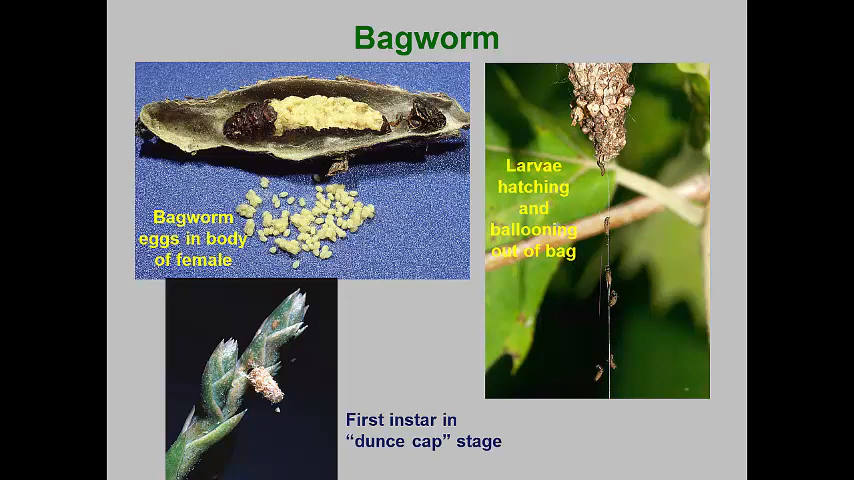 Bagworm
Bagworm
eggs in body
of female
Larvae
hatching
and
ballooning
out of bag
First instar in
“dunce cap” stage